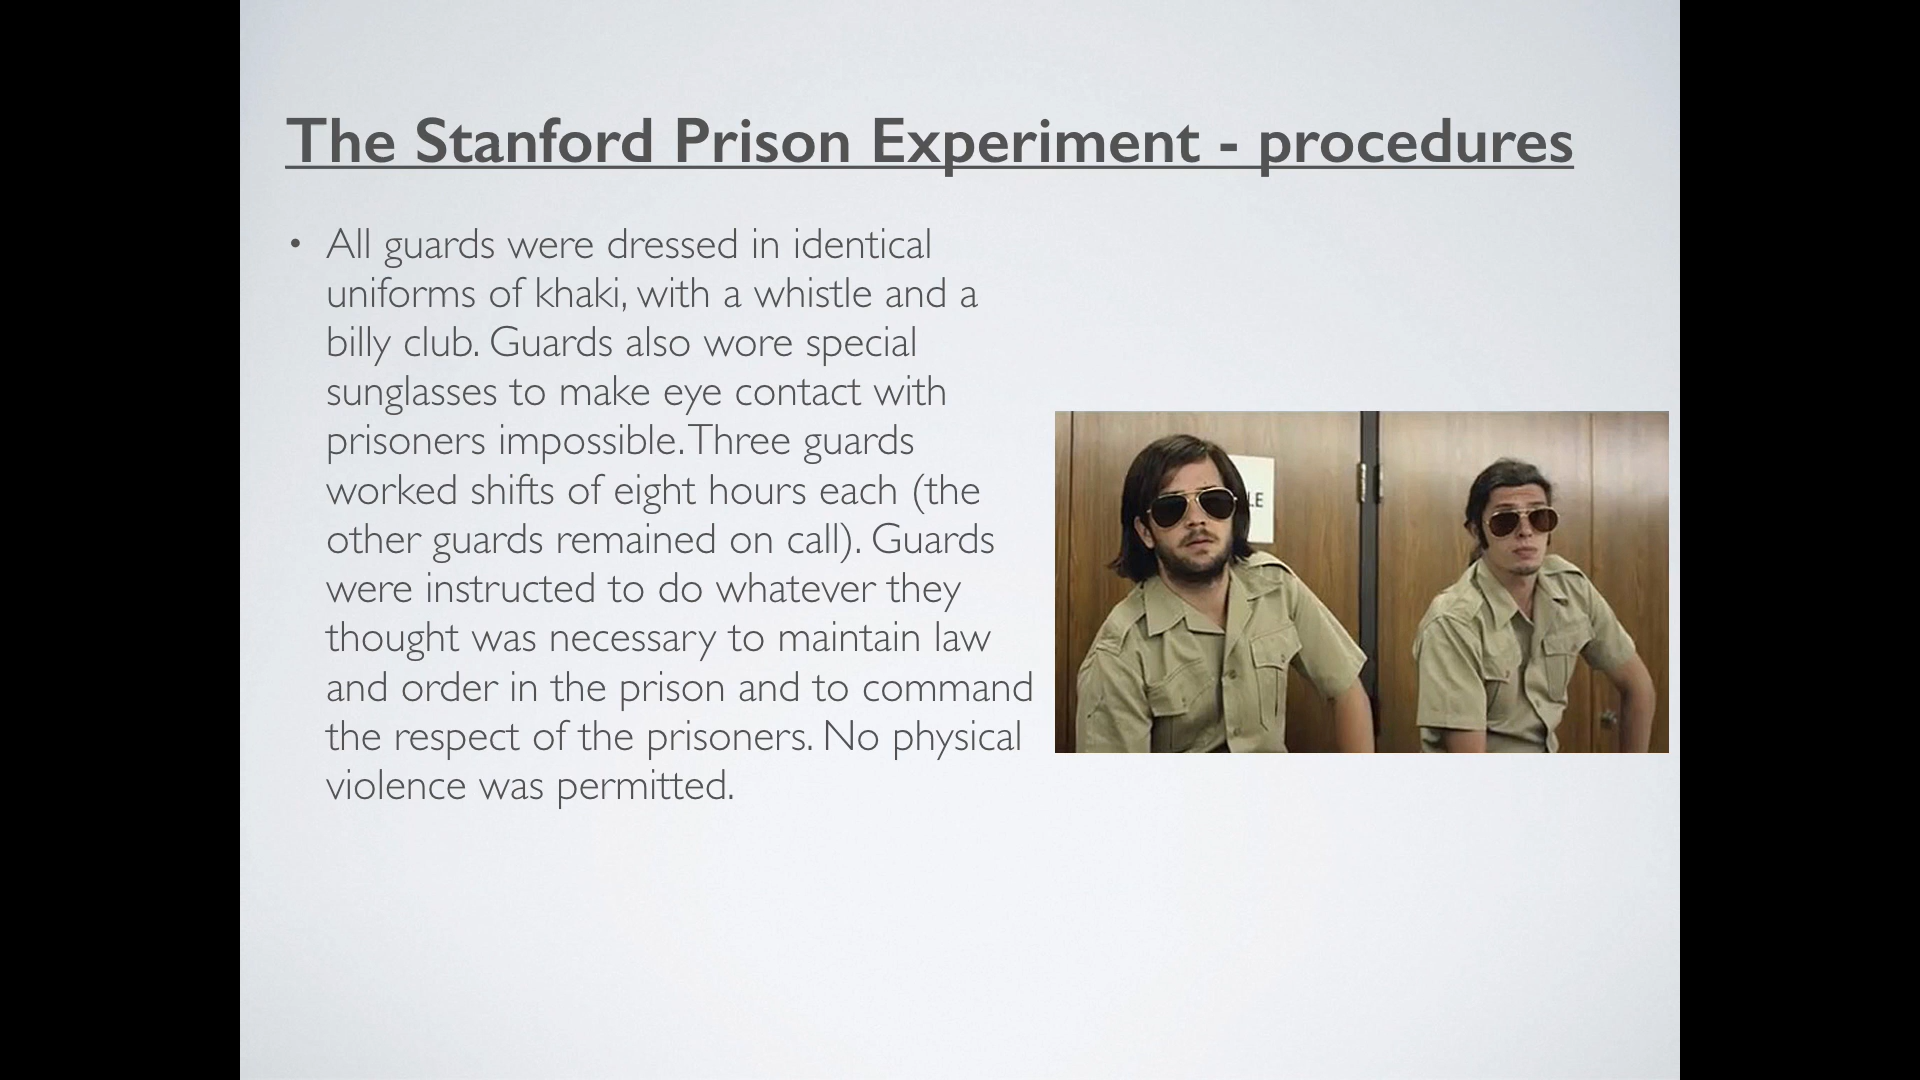 The Stanford Prison Experiment - procedures
• All guards were dressed in identical
uniforms of khaki, with a whistle and a
billy club. Guards also wore special
sunglasses to make eye contact with
prisoners impossible. Three guards
worked shifts of eight hours each (the
other guards remained on call). Guards
were instructed to do whatever they
thought was necessary to maintain law
and order in the prison and to command
the respect of the prisoners. No physical
violence was permitted.
LE